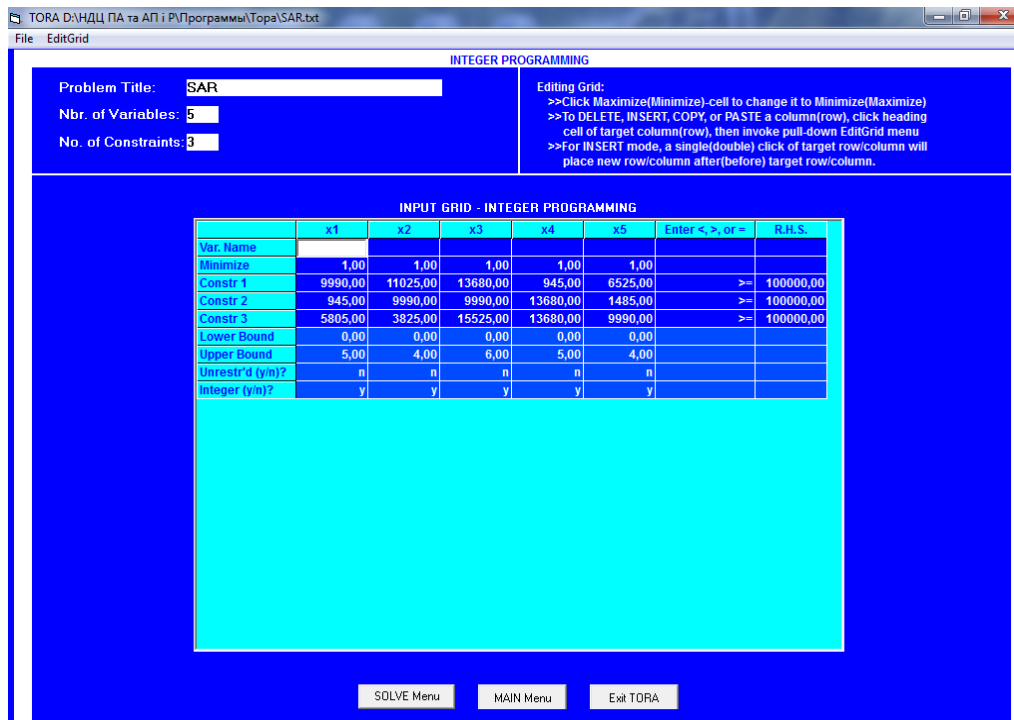 TORA D:\НДЦ ПА та АП і Р\Программы\Тора\SAR.txt
File EditGrid
INTEGER PROGRAMMING
Problem Title: SAR
Nbr. of Variables: 5
No. of Constraints: 3
Editing Grid:
>>Click Maximize(Minimize)-cell to change it to Minimize(Maximize)
>>To DELETE, INSERT, COPY, or PASTE a column(row), click heading
cell of target column(row), then invoke pull-down EditGrid menu
>>For INSERT mode, a single(double) click of target row/column will
place new row/column after(before) target row/column.
INPUT GRID - INTEGER PROGRAMMING
x1 x2 x3 x4 x5 Enter <, >, or = R.H.S.
Var. Name
Minimize 1,00 1,00 1,00 1,00 1,00
Constr 1 9990,00 11025,00 13680,00 945,00 6525,00 >= 100000,00
Constr 2 945,00 9990,00 9990,00 13680,00 1485,00 >= 100000,00
Constr 3 5805,00 3825,00 15525,00 13680,00 9990,00 >= 100000,00
Lower Bound 0,00 0,00 0,00 0,00 0,00
Upper Bound 5,00 4,00 6,00 5,00 4,00
Unrestr'd (y/n)? n n n n n
Integer (y/n)? y y y y y
SOLVE Menu MAIN Menu Exit TORA